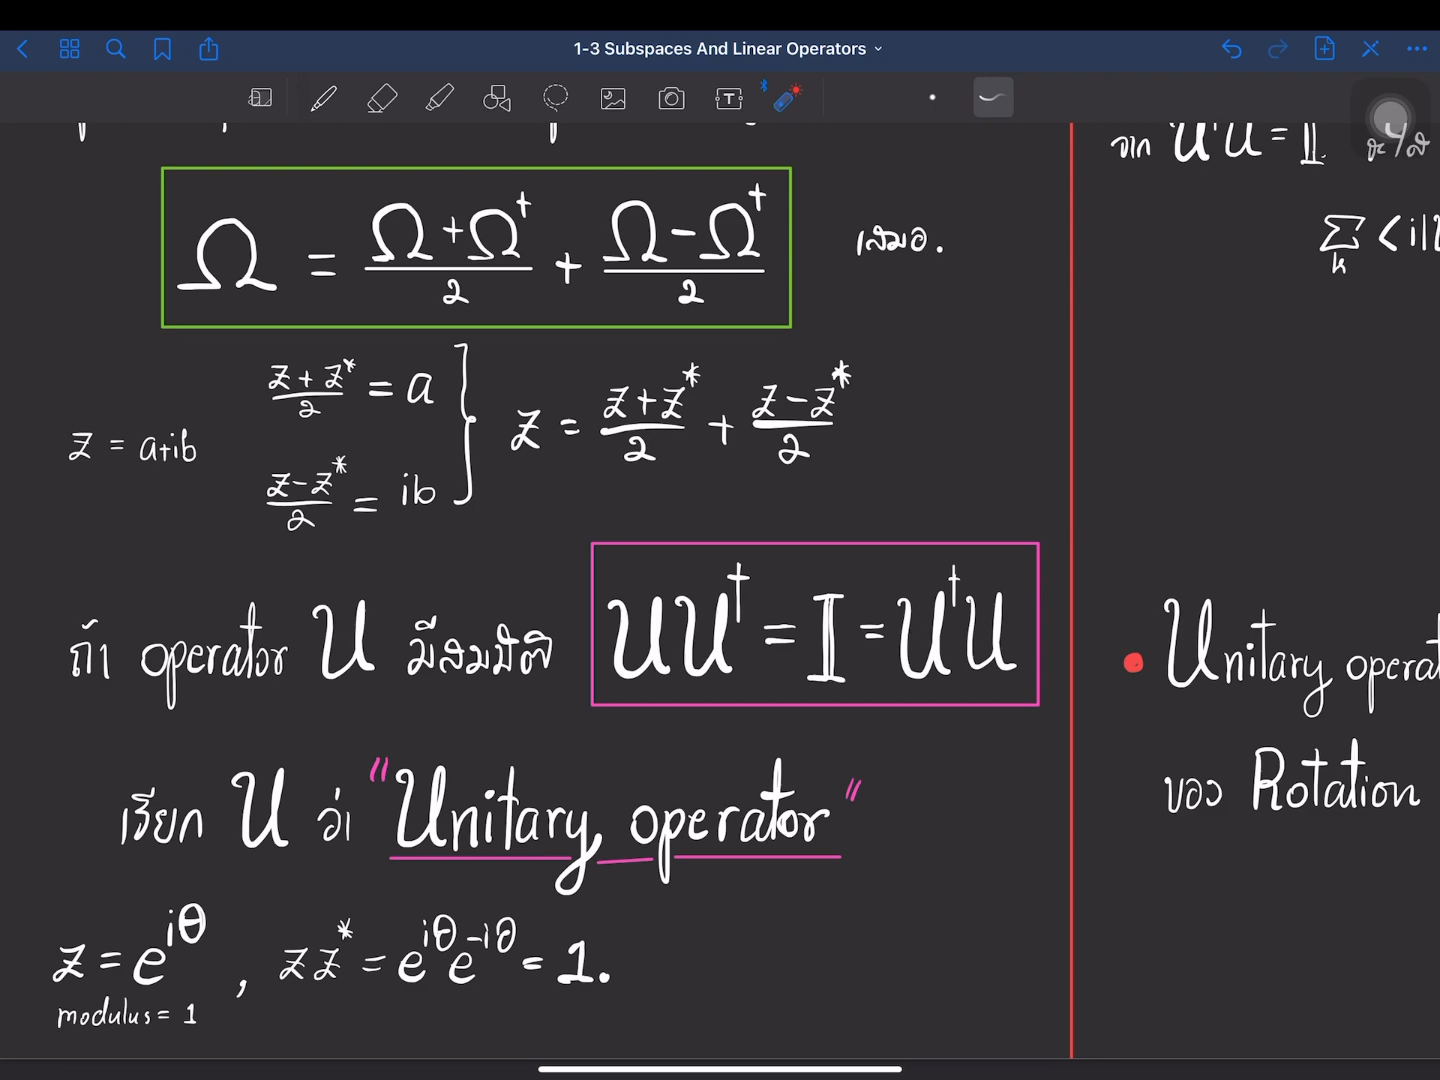 1-3 Subspaces And Linear Operators
Ω = (Ω + Ω†)/2 + (Ω − Ω†)/2 เสมอ.
(z + z*)/2 = a
z = a+ib
z = (z + z*)/2 + (z − z*)/2
(z − z*)/2 = ib
ถ้า operator U มีสมบัติ UU† = 𝕀 = U†U
เรียก U ว่า "Unitary operator"
z = e^{iθ} , zz* = e^{iθ} e^{−iθ} = 1.
modulus = 1
จาก U†U = 𝕀
Σ_k <i|
Unitary operat
ของ Rotation